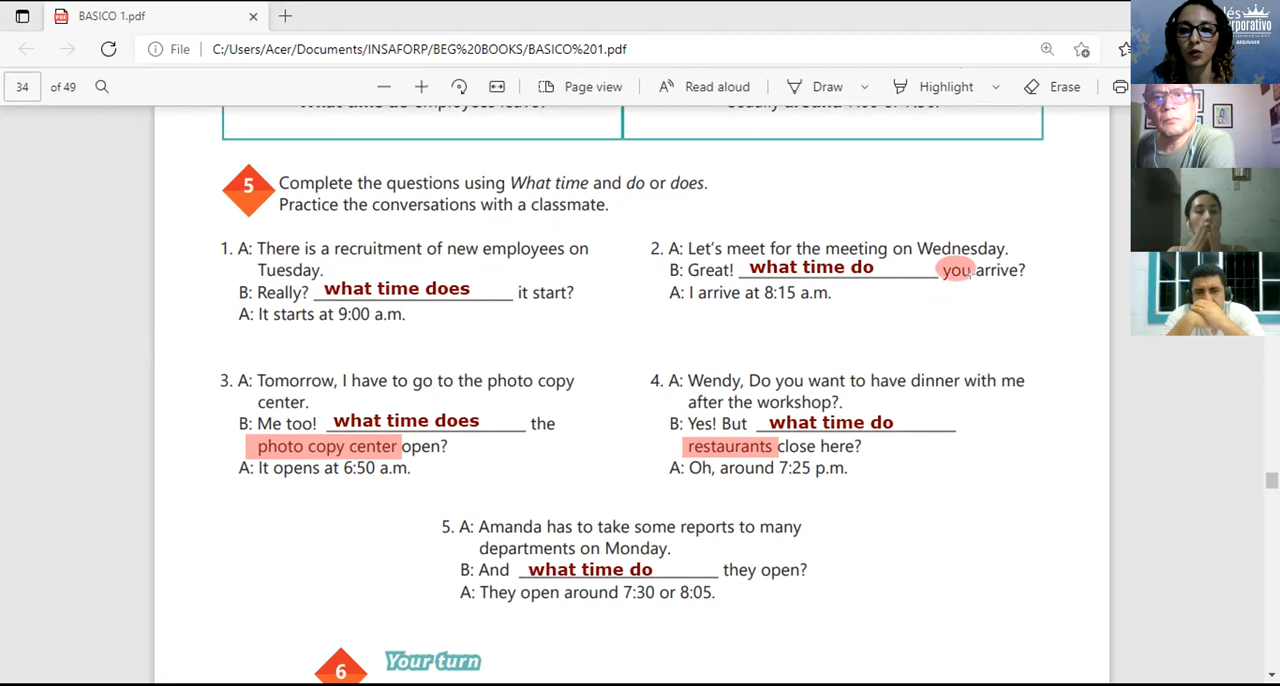 BASICO 1.pdf
File C:/Users/Acer/Documents/INSAFORP/BEG%20BOOKS/BASICO%201.pdf
34 of 49 Page view Read aloud Draw Highlight Erase
5 Complete the questions using What time and do or does.
Practice the conversations with a classmate.
1. A: There is a recruitment of new employees on
Tuesday.
B: Really? what time does it start?
A: It starts at 9:00 a.m.
2. A: Let's meet for the meeting on Wednesday.
B: Great! what time do you arrive?
A: I arrive at 8:15 a.m.
3. A: Tomorrow, I have to go to the photo copy
center.
B: Me too! what time does the
photo copy center open?
A: It opens at 6:50 a.m.
4. A: Wendy, Do you want to have dinner with me
after the workshop?.
B: Yes! But what time do
restaurants close here?
A: Oh, around 7:25 p.m.
5. A: Amanda has to take some reports to many
departments on Monday.
B: And what time do they open?
A: They open around 7:30 or 8:05.
6 Your turn